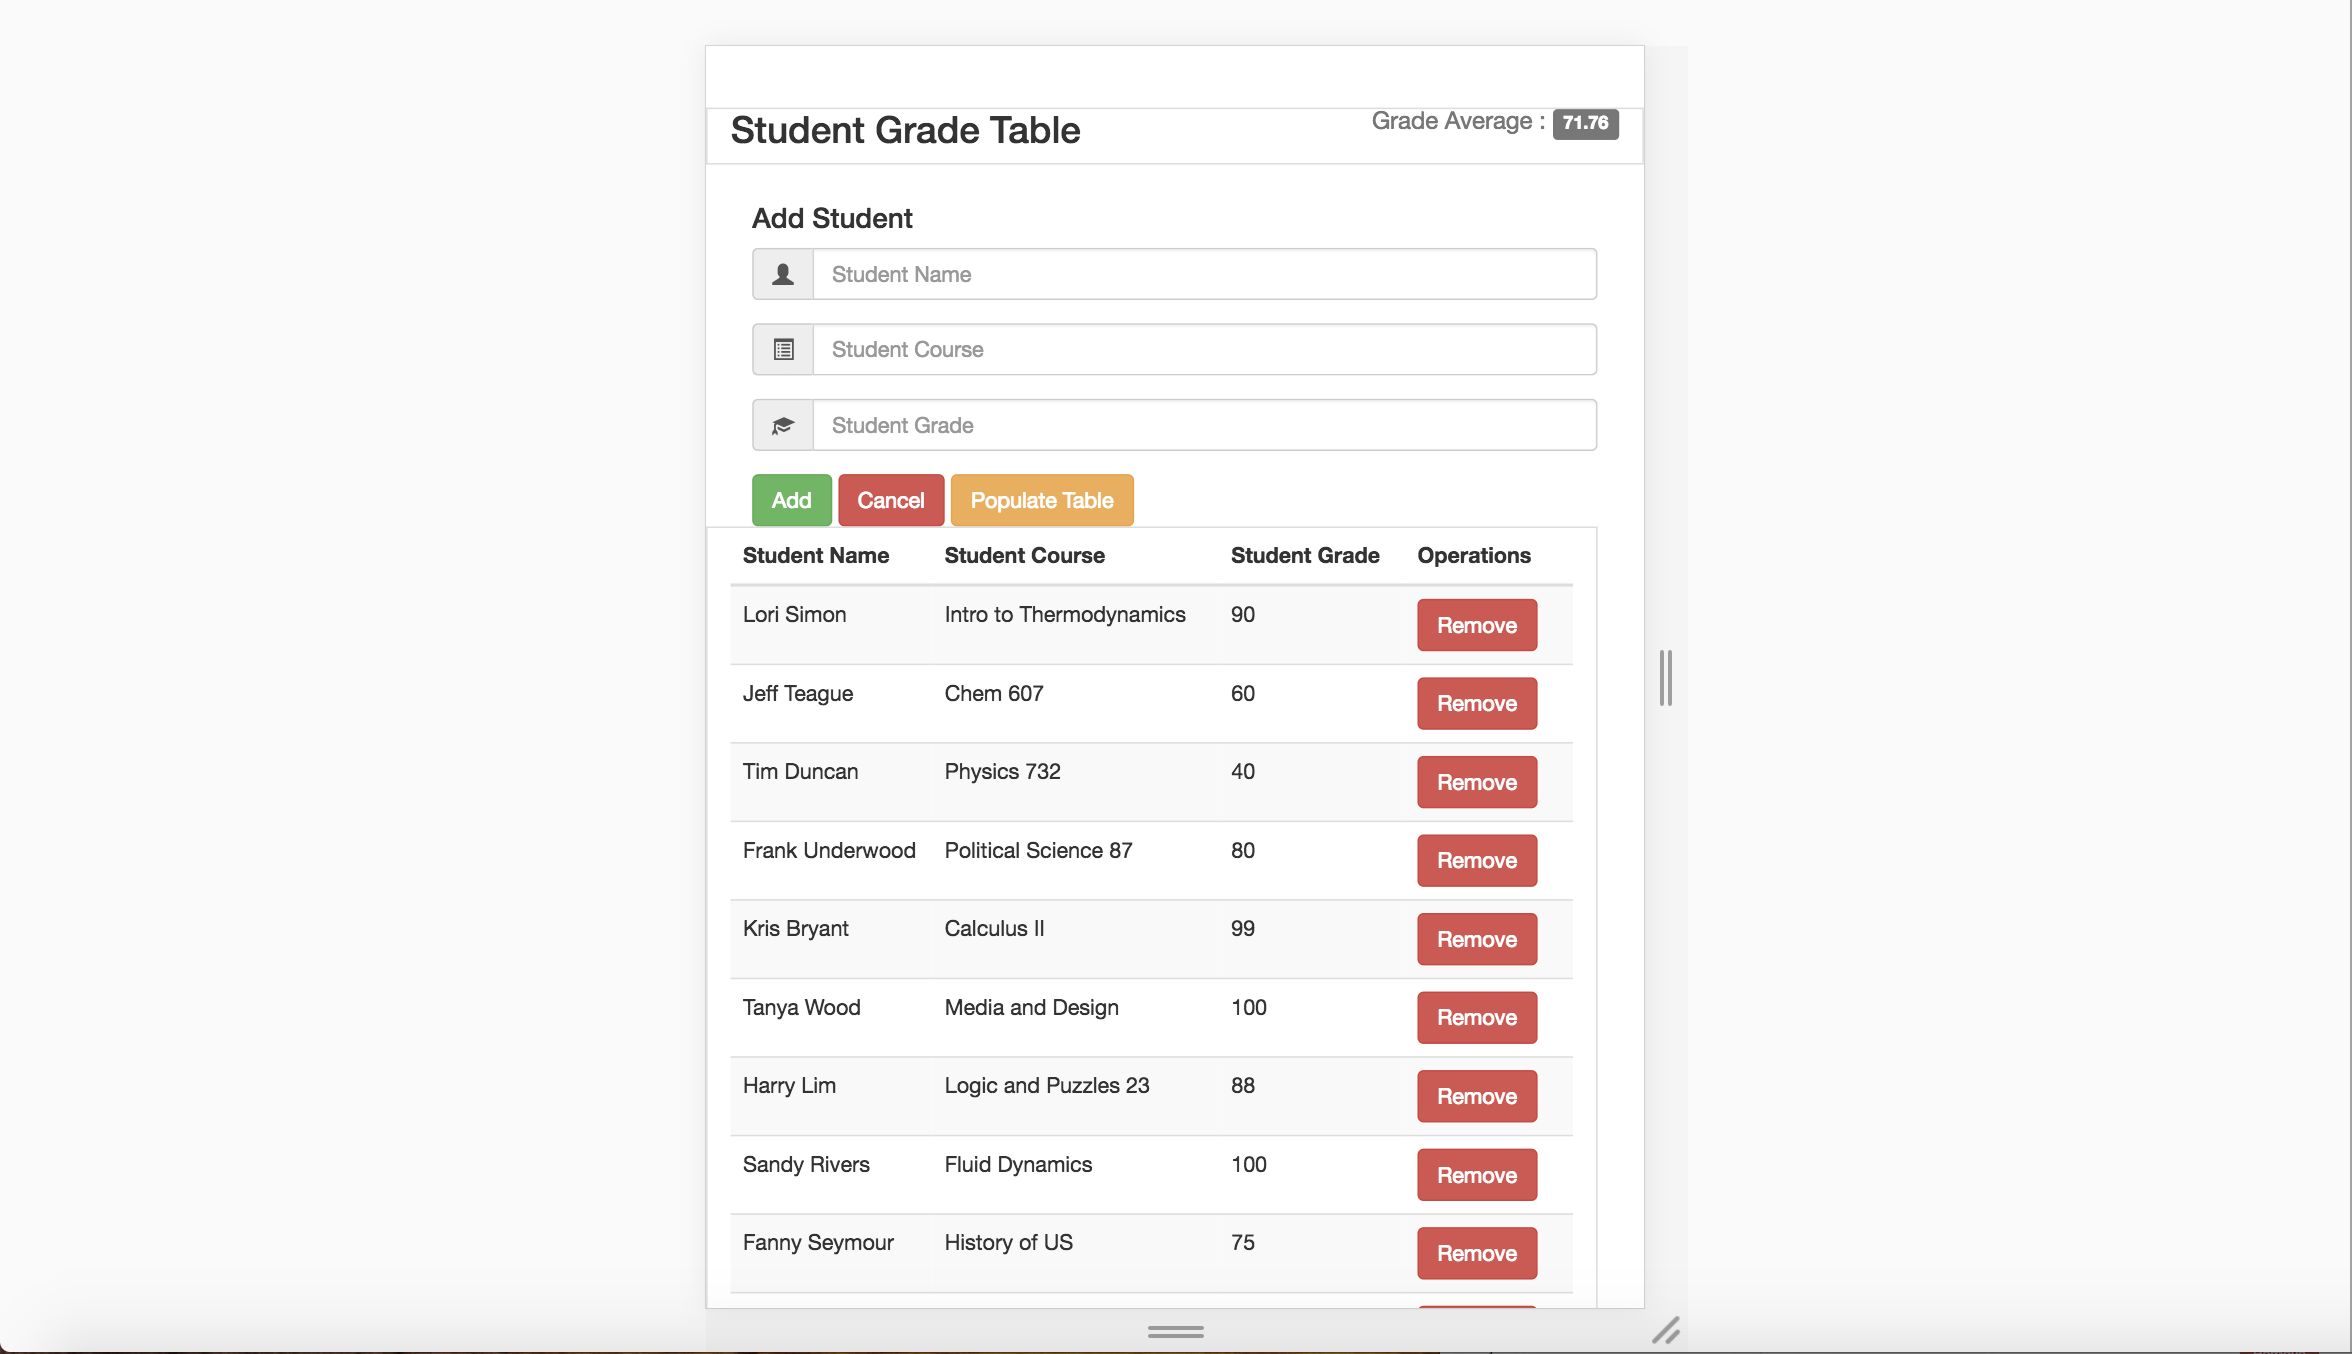 Student Grade Table
Grade Average : 71.76
Add Student
Student Name
Student Course
Student Grade
Add Cancel Populate Table
Student Name Student Course Student Grade Operations
Lori Simon Intro to Thermodynamics 90 Remove
Jeff Teague Chem 607 60 Remove
Tim Duncan Physics 732 40 Remove
Frank Underwood Political Science 87 80 Remove
Kris Bryant Calculus II 99 Remove
Tanya Wood Media and Design 100 Remove
Harry Lim Logic and Puzzles 23 88 Remove
Sandy Rivers Fluid Dynamics 100 Remove
Fanny Seymour History of US 75 Remove